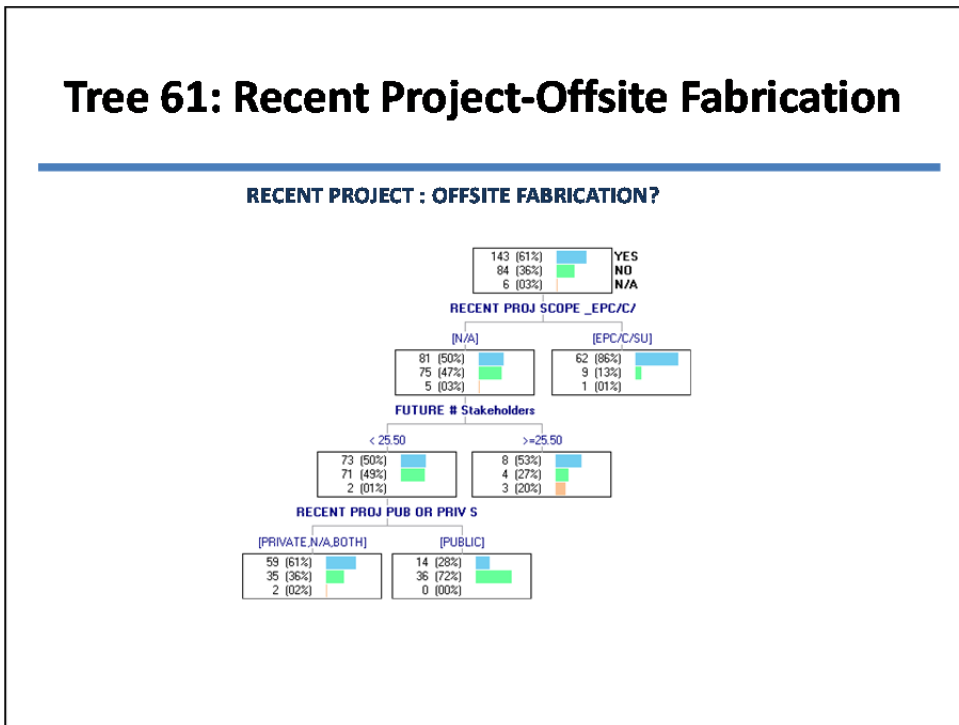 Tree 61: Recent Project-Offsite Fabrication
RECENT PROJECT : OFFSITE FABRICATION?
143 (61%) YES
84 (36%) NO
6 (03%) N/A
RECENT PROJ SCOPE _EPC/C/
[N/A] [EPC/C/SU]
81 (50%) 62 (86%)
75 (47%) 9 (13%)
5 (03%) 1 (01%)
FUTURE # Stakeholders
< 25.50 >=25.50
73 (50%) 8 (53%)
71 (49%) 4 (27%)
2 (01%) 3 (20%)
RECENT PROJ PUB OR PRIV S
[PRIVATE,N/A,BOTH] [PUBLIC]
59 (61%) 14 (28%)
35 (36%) 36 (72%)
2 (02%) 0 (00%)